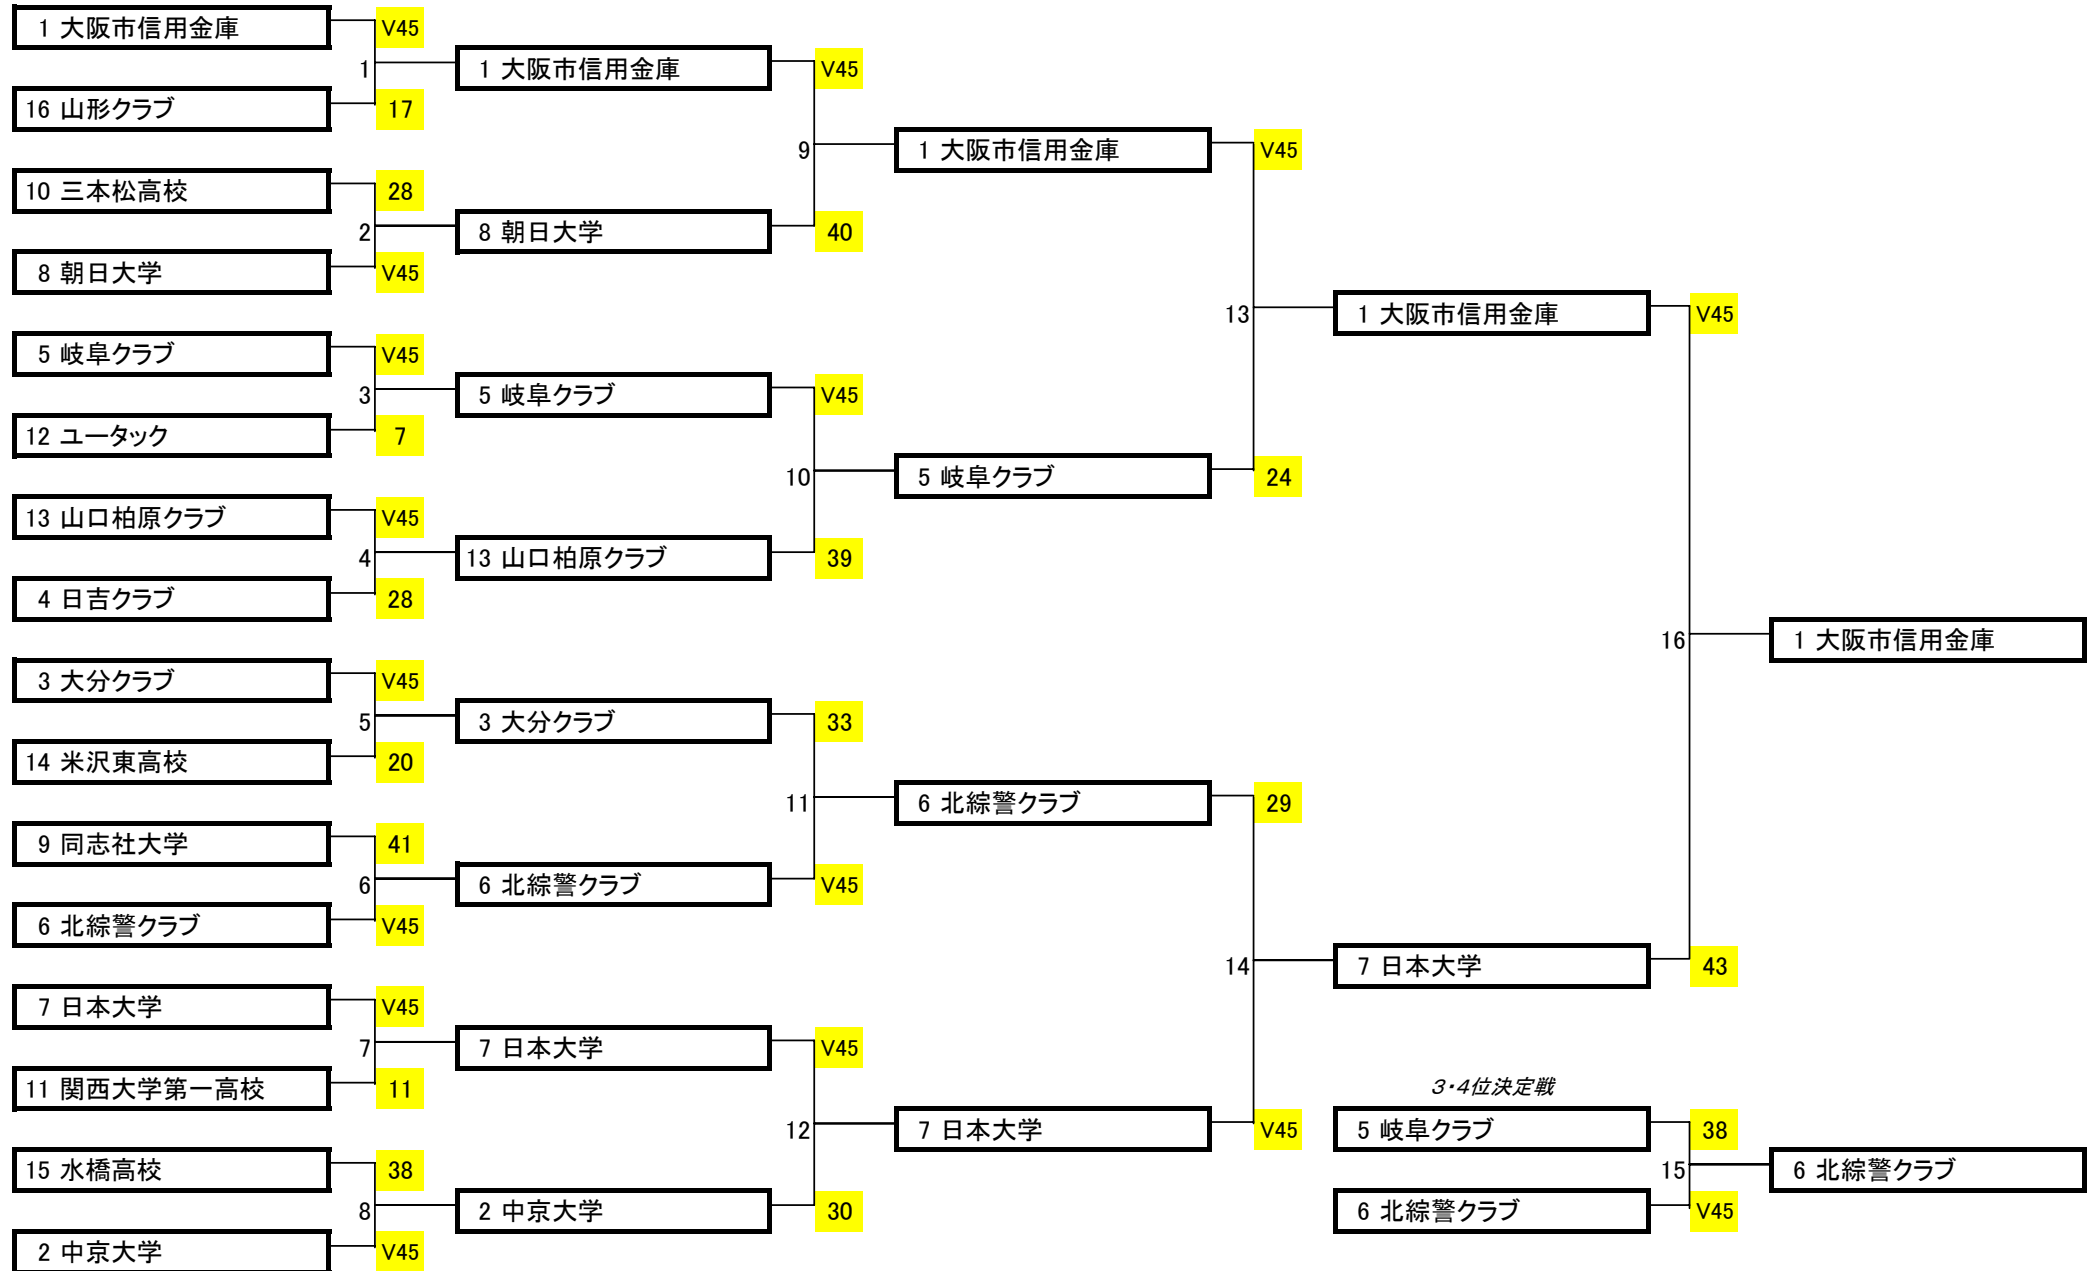 1 大阪市信用金庫 V45
1 1 大阪市信用金庫 V45
16 山形クラブ 17
9 1 大阪市信用金庫 V45
10 三本松高校 28
2 8 朝日大学 40
8 朝日大学 V45
13 1 大阪市信用金庫 V45
5 岐阜クラブ V45
3 5 岐阜クラブ V45
12 ユータック 7
10 5 岐阜クラブ 24
13 山口柏原クラブ V45
4 13 山口柏原クラブ 39
4 日吉クラブ 28
16 1 大阪市信用金庫
3 大分クラブ V45
5 3 大分クラブ 33
14 米沢東高校 20
11 6 北綜警クラブ 29
9 同志社大学 41
6 6 北綜警クラブ V45
6 北綜警クラブ V45
14 7 日本大学 43
7 日本大学 V45
7 7 日本大学 V45
11 関西大学第一高校 11
3・4位決定戦
12 7 日本大学 V45
5 岐阜クラブ 38
15 水橋高校 38
15 6 北綜警クラブ
8 2 中京大学 30
6 北綜警クラブ V45
2 中京大学 V45